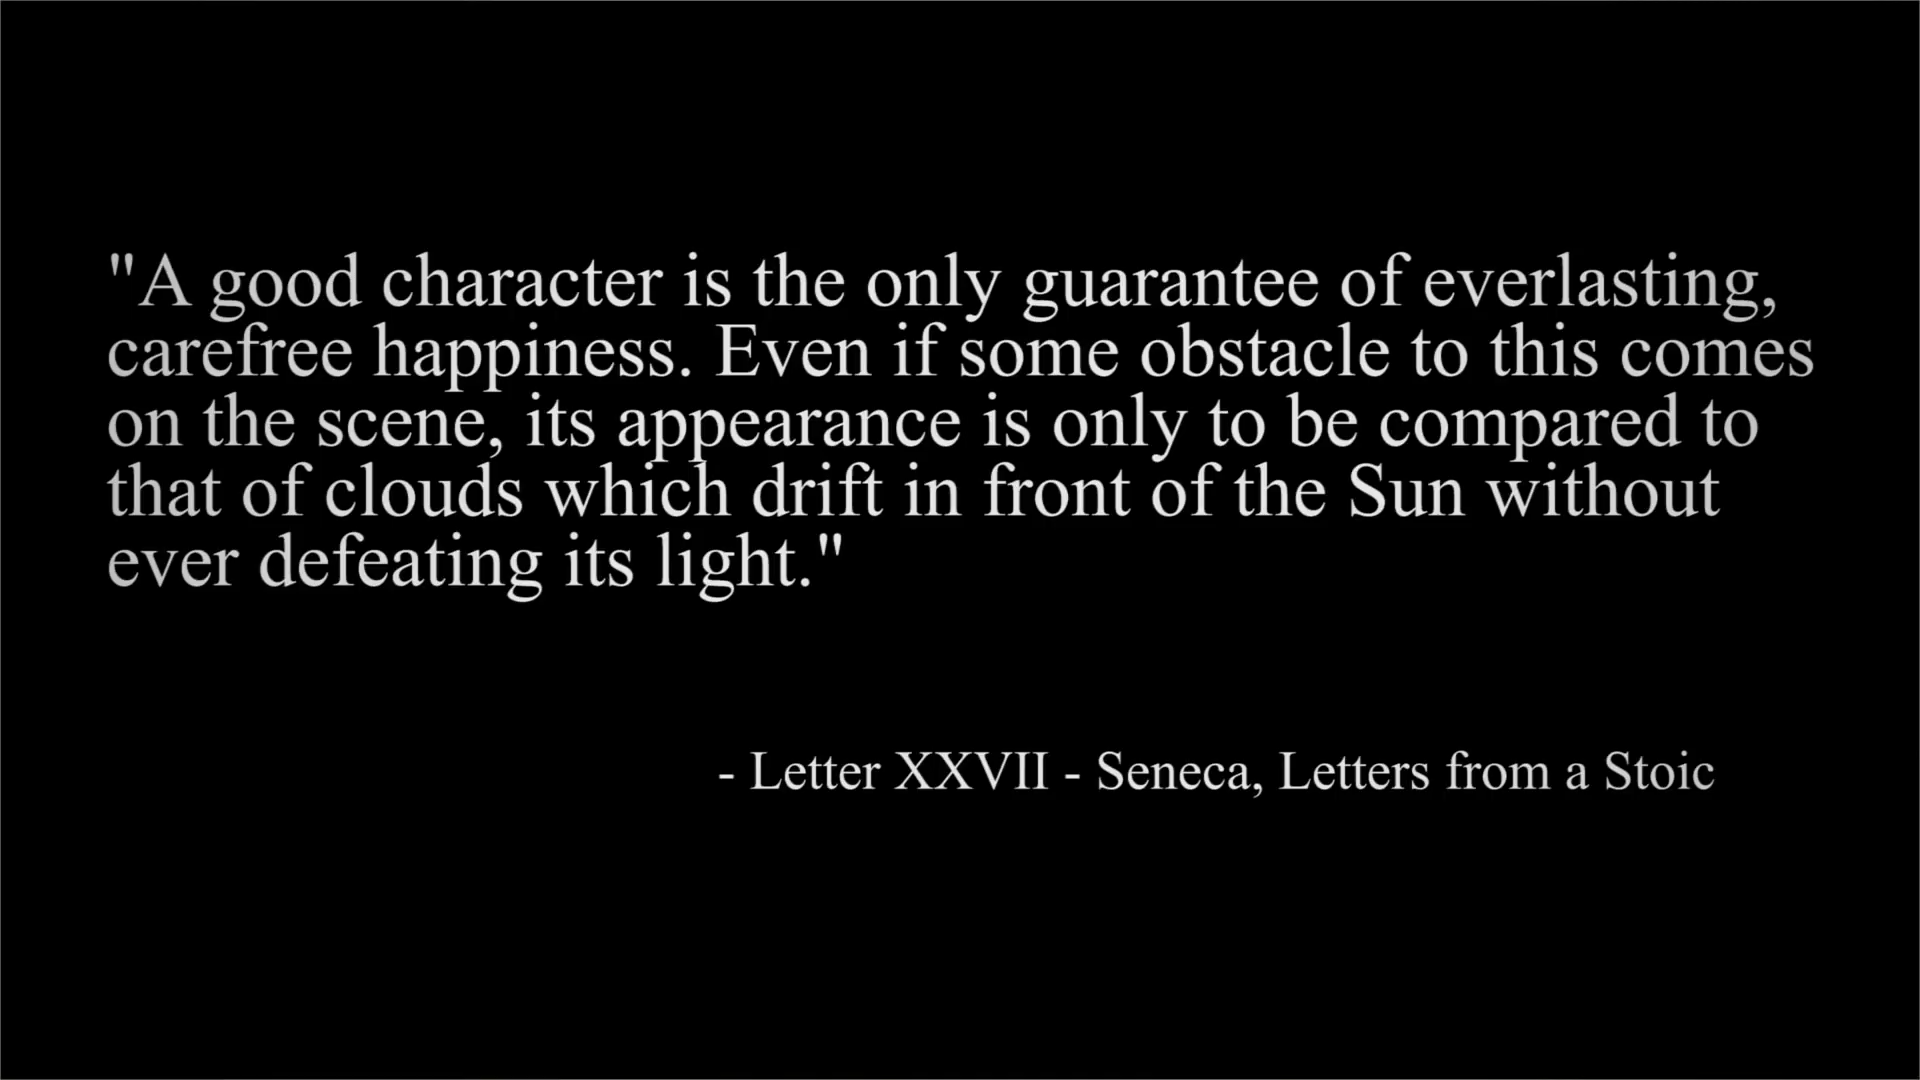 "A good character is the only guarantee of everlasting,
carefree happiness. Even if some obstacle to this comes
on the scene, its appearance is only to be compared to
that of clouds which drift in front of the Sun without
ever defeating its light."
- Letter XXVII - Seneca, Letters from a Stoic